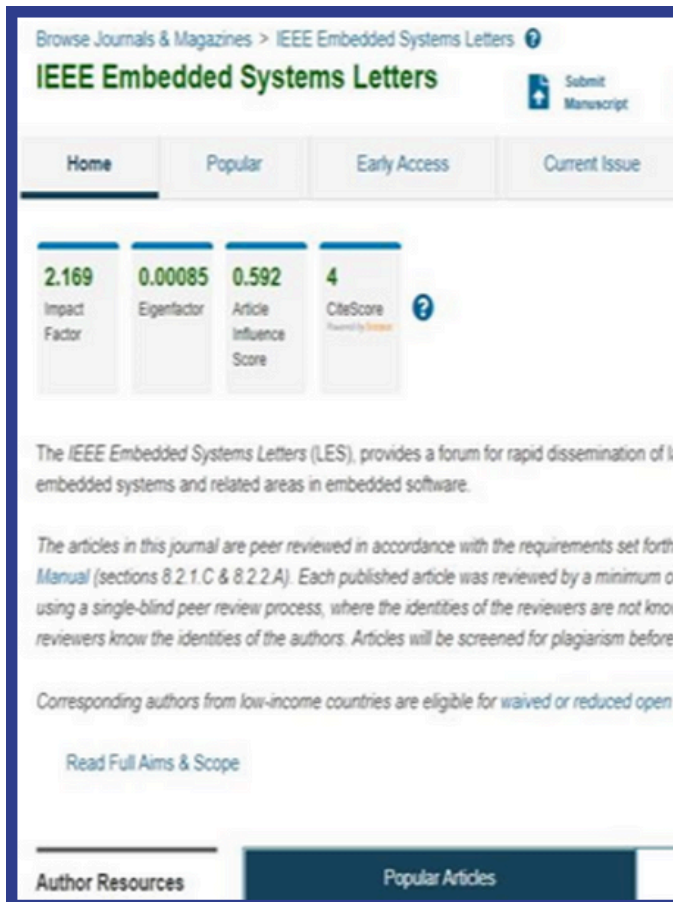 Browse Journals & Magazines > IEEE Embedded Systems Letters ?
IEEE Embedded Systems Letters
Submit
Manuscript
Home Popular Early Access Current Issue
2.169 0.00085 0.592 4
Impact Eigenfactor Article CiteScore ?
Factor Influence Powered by Scopus
Score
The IEEE Embedded Systems Letters (LES), provides a forum for rapid dissemination of
embedded systems and related areas in embedded software.
The articles in this journal are peer reviewed in accordance with the requirements set forth
Manual (sections 8.2.1.C & 8.2.2.A). Each published article was reviewed by a minimum
using a single-blind peer review process, where the identities of the reviewers are not
reviewers know the identities of the authors. Articles will be screened for plagiarism before
Corresponding authors from low-income countries are eligible for waived or reduced open
Read Full Aims & Scope
Author Resources Popular Articles